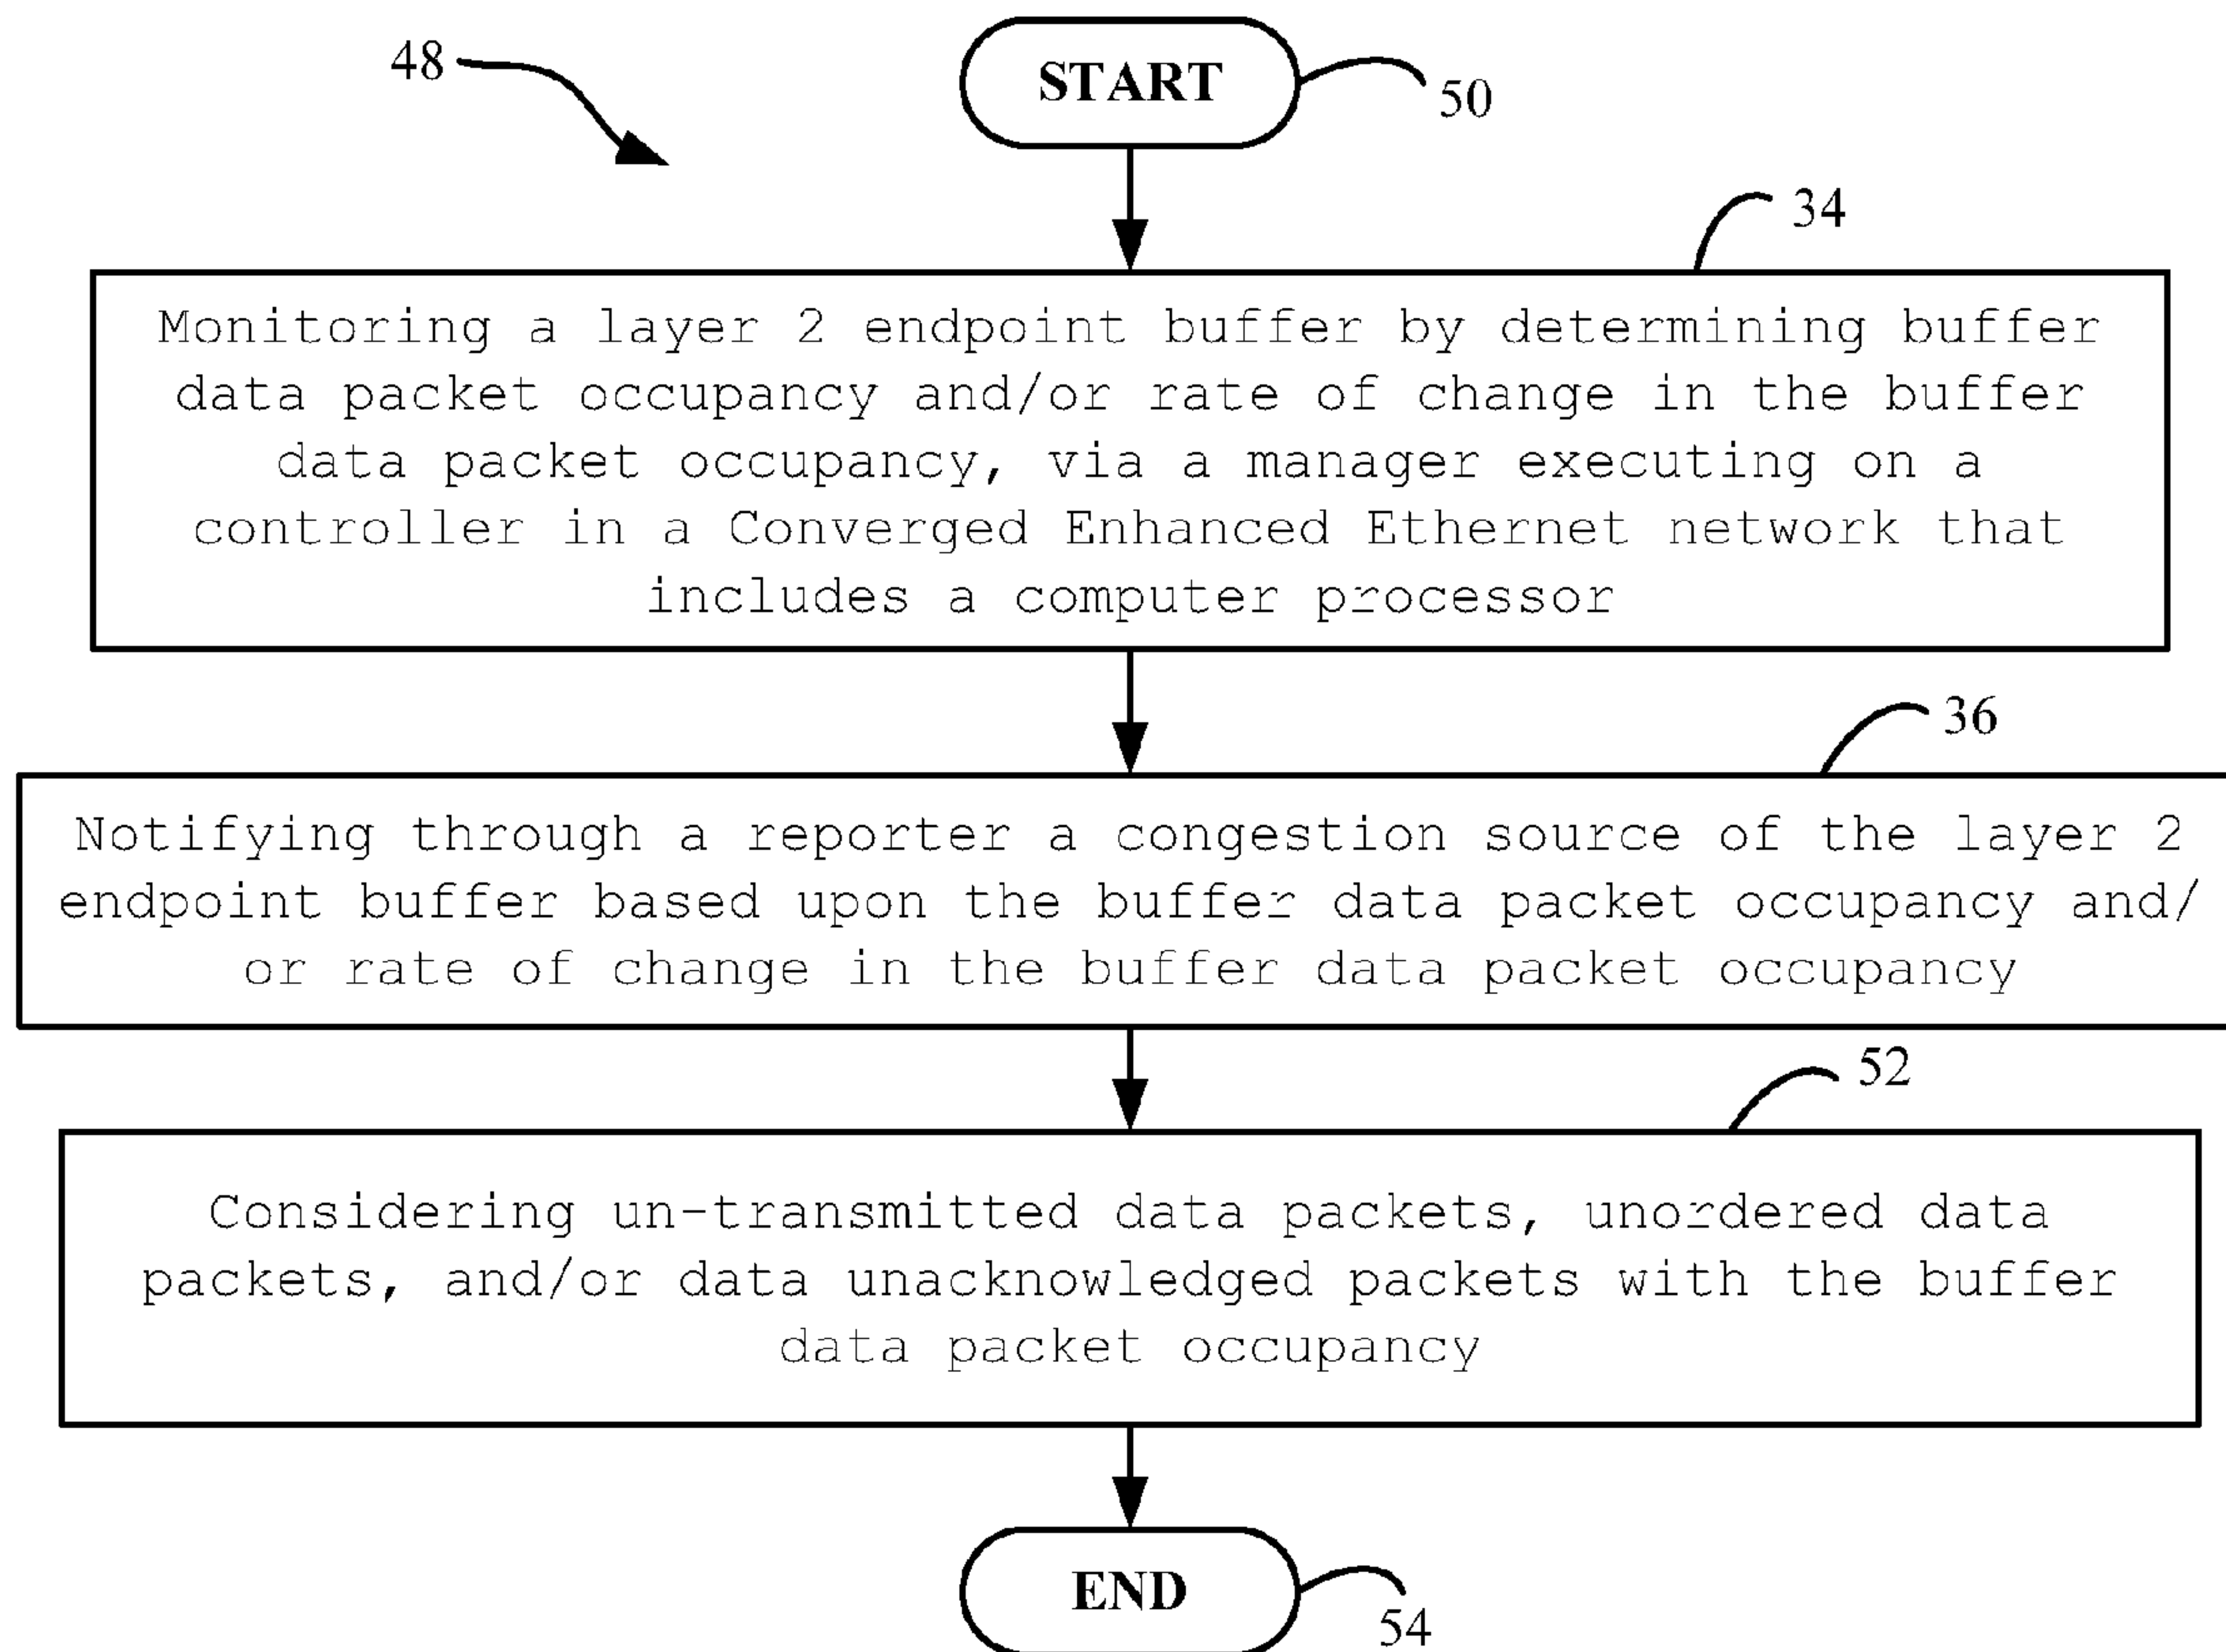 48
START
50
34
Monitoring a layer 2 endpoint buffer by determining buffer
data packet occupancy and/or rate of change in the buffer
data packet occupancy, via a manager executing on a
controller in a Converged Enhanced Ethernet network that
includes a computer processor
36
Notifying through a reporter a congestion source of the layer 2
endpoint buffer based upon the buffer data packet occupancy and/
or rate of change in the buffer data packet occupancy
52
Considering un-transmitted data packets, unordered data
packets, and/or data unacknowledged packets with the buffer
data packet occupancy
END
54